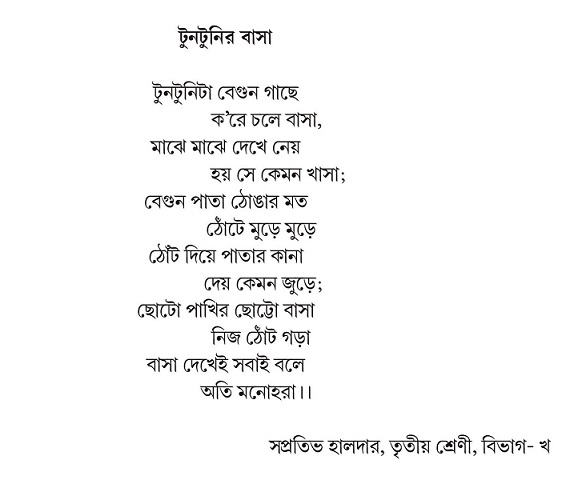 টুনটুনির বাসা
টুনটুনিটা বেগুন গাছে
ক'রে চলে বাসা,
মাঝে মাঝে দেখে নেয়
হয় সে কেমন খাসা;
বেগুন পাতা ঠোঙার মত
ঠোঁটে মুড়ে মুড়ে
ঠোঁট দিয়ে পাতার কানা
দেয় কেমন জুড়ে;
ছোটো পাখির ছোট্টো বাসা
নিজ ঠোঁট গড়া
বাসা দেখেই সবাই বলে
অতি মনোহরা।।
সপ্রতিভ হালদার, তৃতীয় শ্রেণী, বিভাগ- খ